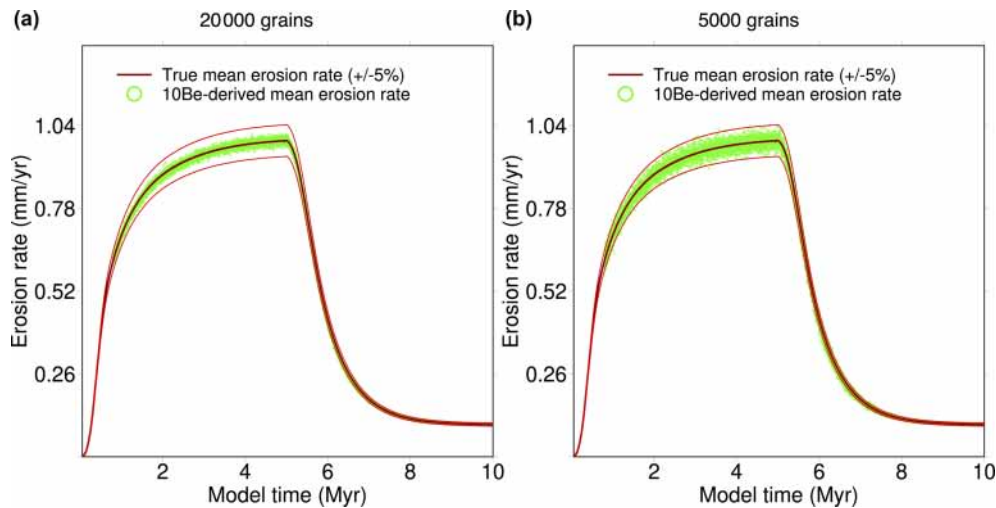 (a)
20000 grains
True mean erosion rate (+/-5%)
10Be-derived mean erosion rate
1.04
0.78
0.52
0.26
Erosion rate (mm/yr)
2
4
6
8
10
Model time (Myr)
(b)
5000 grains
True mean erosion rate (+/-5%)
10Be-derived mean erosion rate
1.04
0.78
0.52
0.26
Erosion rate (mm/yr)
2
4
6
8
10
Model time (Myr)